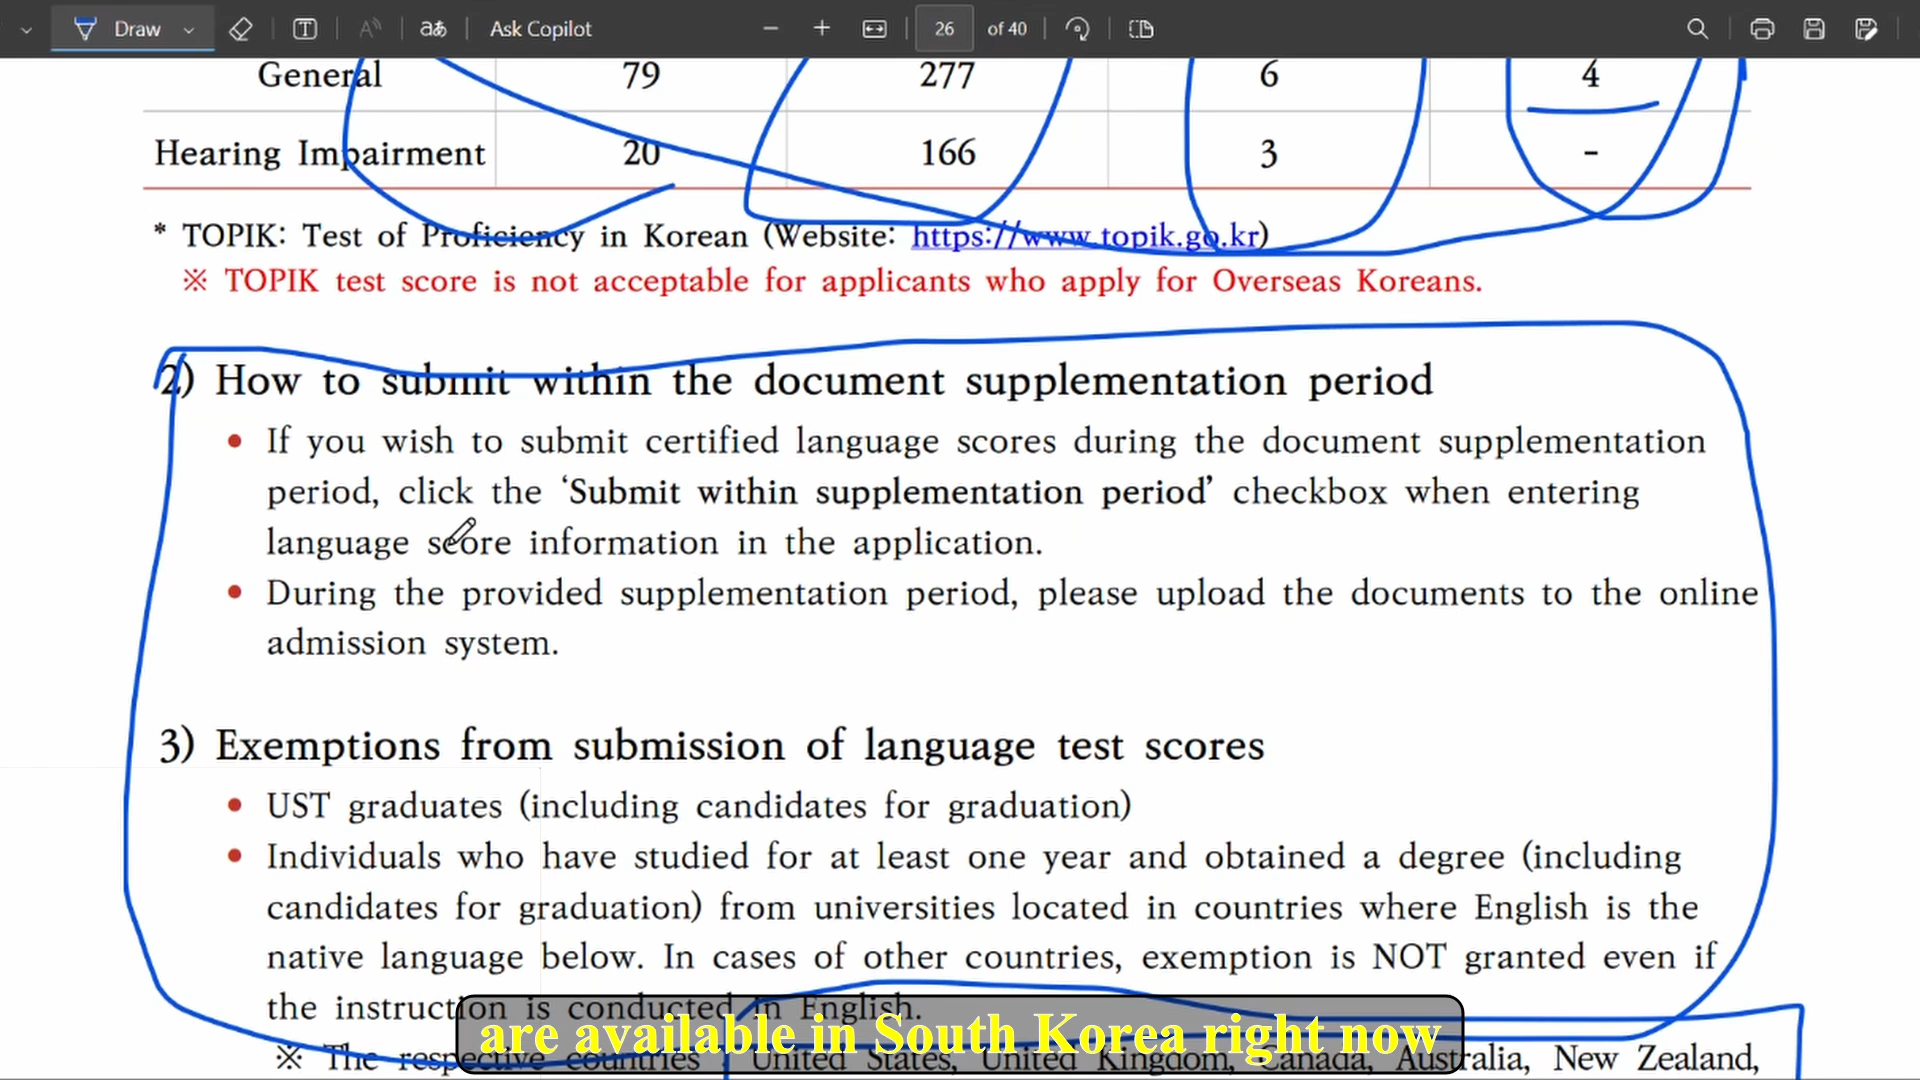 Draw Ask Copilot 26 of 40
General 79 277 6 4
Hearing Impairment 20 166 3 -
* TOPIK: Test of Proficiency in Korean (Website: https://www.topik.go.kr)
※ TOPIK test score is not acceptable for applicants who apply for Overseas Koreans.
2) How to submit within the document supplementation period
• If you wish to submit certified language scores during the document supplementation
period, click the ‘Submit within supplementation period’ checkbox when entering
language score information in the application.
• During the provided supplementation period, please upload the documents to the online
admission system.
3) Exemptions from submission of language test scores
• UST graduates (including candidates for graduation)
• Individuals who have studied for at least one year and obtained a degree (including
candidates for graduation) from universities located in countries where English is the
native language below. In cases of other countries, exemption is NOT granted even if
the instruction is conducted in English.
are available in South Korea right now
※ The respective countries : United States, United Kingdom, Canada, Australia, New Zealand,